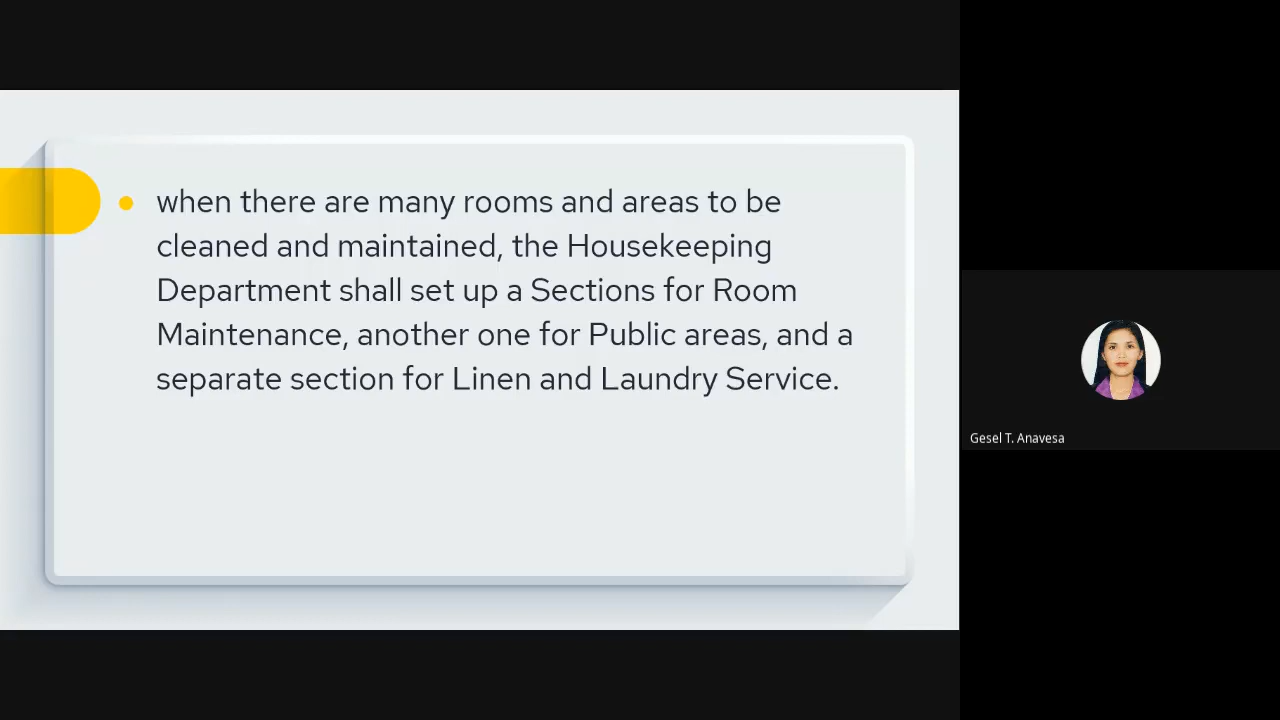 when there are many rooms and areas to be
cleaned and maintained, the Housekeeping
Department shall set up a Sections for Room
Maintenance, another one for Public areas, and a
separate section for Linen and Laundry Service.
Gesel T. Anavesa